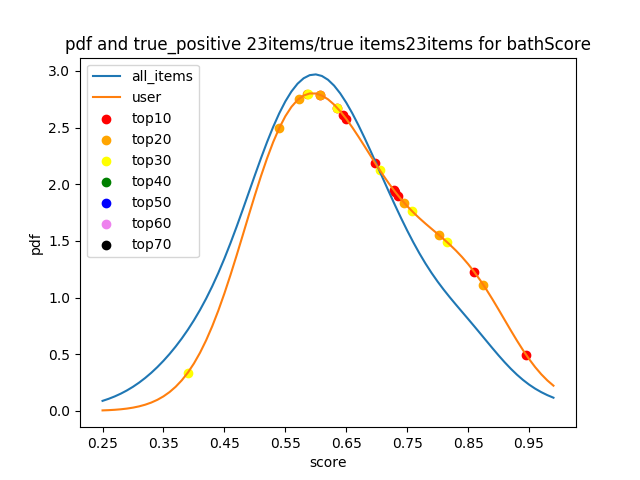 pdf and true_positive 23items/true items23items for bathScore
all_items
user
top10
top20
top30
top40
top50
top60
top70
pdf
3.0
2.5
2.0
1.5
1.0
0.5
0.0
0.25 0.35 0.45 0.55 0.65 0.75 0.85 0.95
score